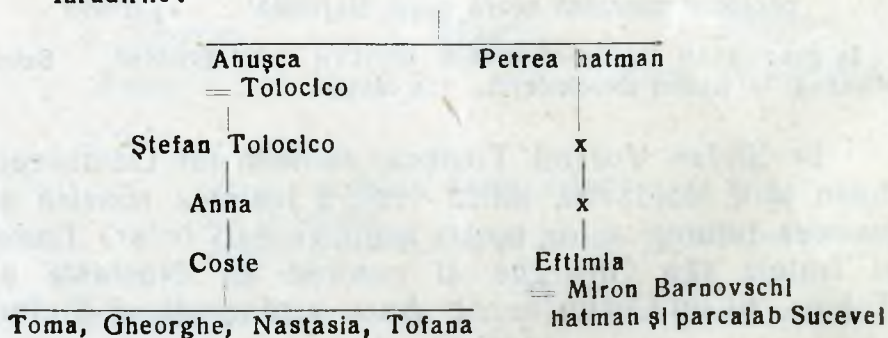 Anuşca Petrea hatman
= Tolocico
Ştefan Tolocico x
Anna x
Coste Eftimia
= Miron Barnovschi
hatman şi parcalab Sucevei
Toma, Gheorghe, Nastasia, Tofana